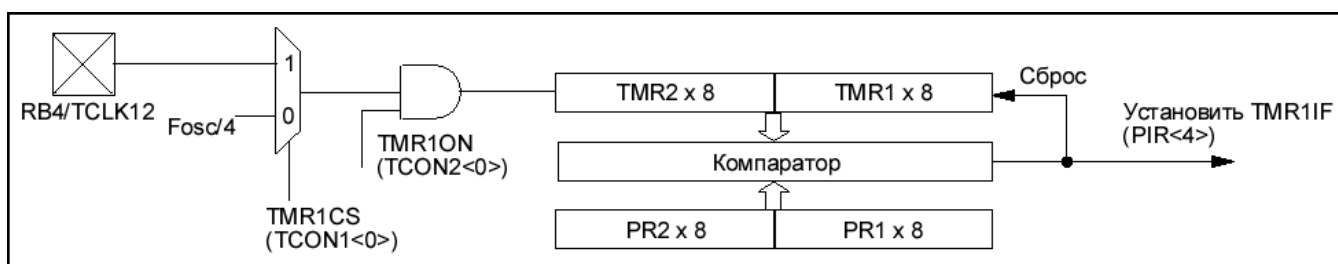 RB4/TCLK12
Fosc/4
1
0
TMR1CS
(TCON1<0>)
TMR1ON
(TCON2<0>)
TMR2 x 8
TMR1 x 8
Сброс
Компаратор
PR2 x 8
PR1 x 8
Установить TMR1IF
(PIR<4>)